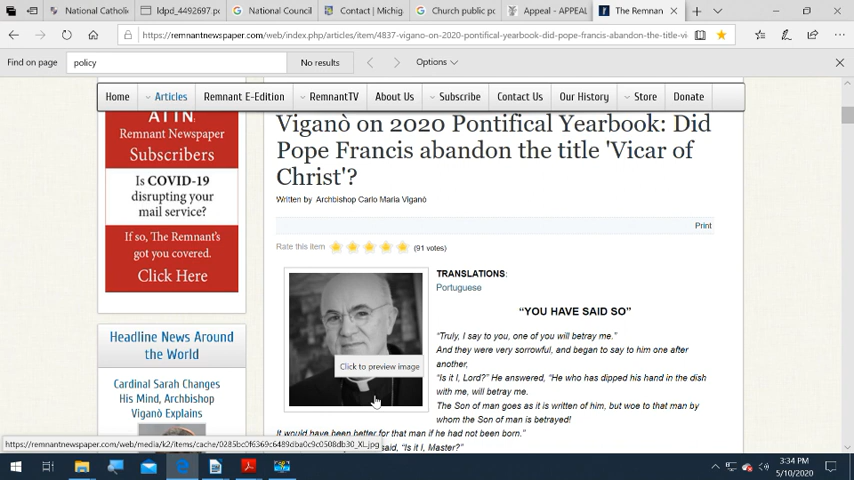 National Catholic
ldpd_4492697.pc
National Council
Contact | Michig
Church public po
Appeal - APPEAL
The Remnan
https://remnantnewspaper.com/web/index.php/articles/item/4837-vigano-on-2020-pontifical-yearbook-did-pope-francis-abandon-the-title-vi
Find on page
policy
No results
Options
Home
Articles
Remnant E-Edition
RemnantTV
About Us
Subscribe
Contact Us
Our History
Store
Donate
Remnant Newspaper
Subscribers
Is COVID-19
disrupting your
mail service?
If so, The Remnant's
got you covered.
Click Here
Headline News Around
the World
Cardinal Sarah Changes
His Mind, Archbishop
Viganò Explains
Viganò on 2020 Pontifical Yearbook: Did
Pope Francis abandon the title 'Vicar of
Christ'?
Written by Archbishop Carlo Maria Viganò
Print
Rate this item
(91 votes)
TRANSLATIONS:
Portuguese
“YOU HAVE SAID SO”
“Truly, I say to you, one of you will betray me.”
And they were very sorrowful, and began to say to him one after
another,
“Is it I, Lord?” He answered, “He who has dipped his hand in the dish
with me, will betray me.
The Son of man goes as it is written of him, but woe to that man by
whom the Son of man is betrayed!
It would have been better for that man if he had not been born.”
said, “Is it I, Master?”
Click to preview image
https://remnantnewspaper.com/web/media/k2/items/cache/0285bc0f6369c6489dba0c9c0508db30_XL.jpg
3:34 PM
5/10/2020